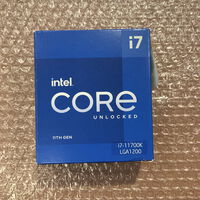 i7
intel
CORE
UNLOCKED
11TH GEN
i7-11700K
LGA1200